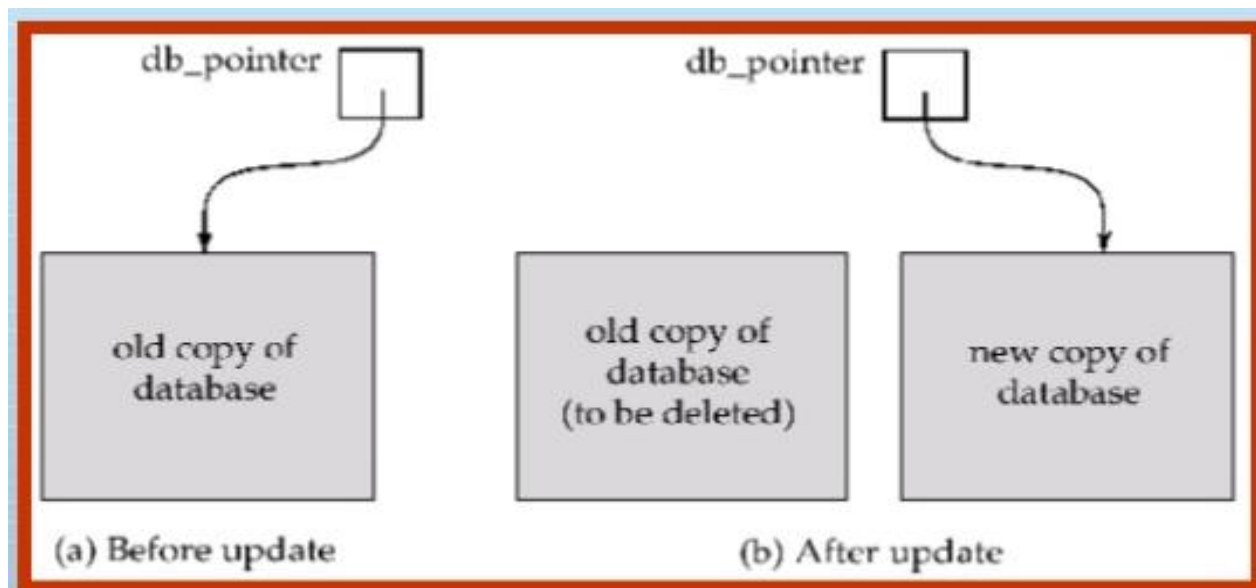 db_pointer
db_pointer
old copy of
database
old copy of
database
(to be deleted)
new copy of
database
(a) Before update
(b) After update